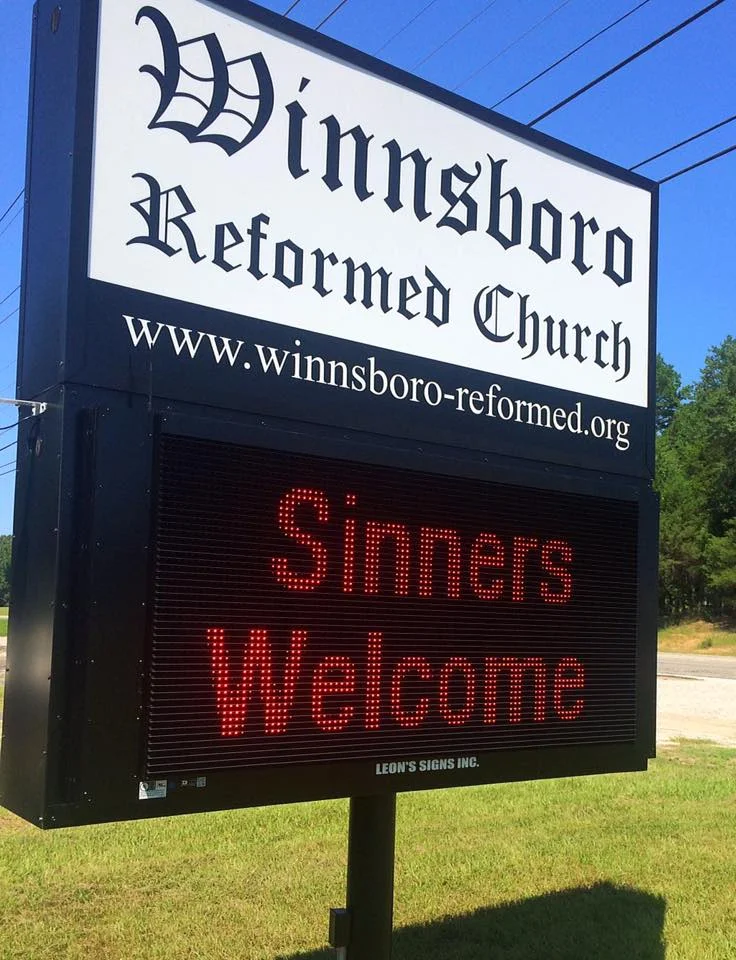 Winnsboro
Reformed Church
www.winnsboro-reformed.org
Sinners
Welcome
LEON'S SIGNS INC.